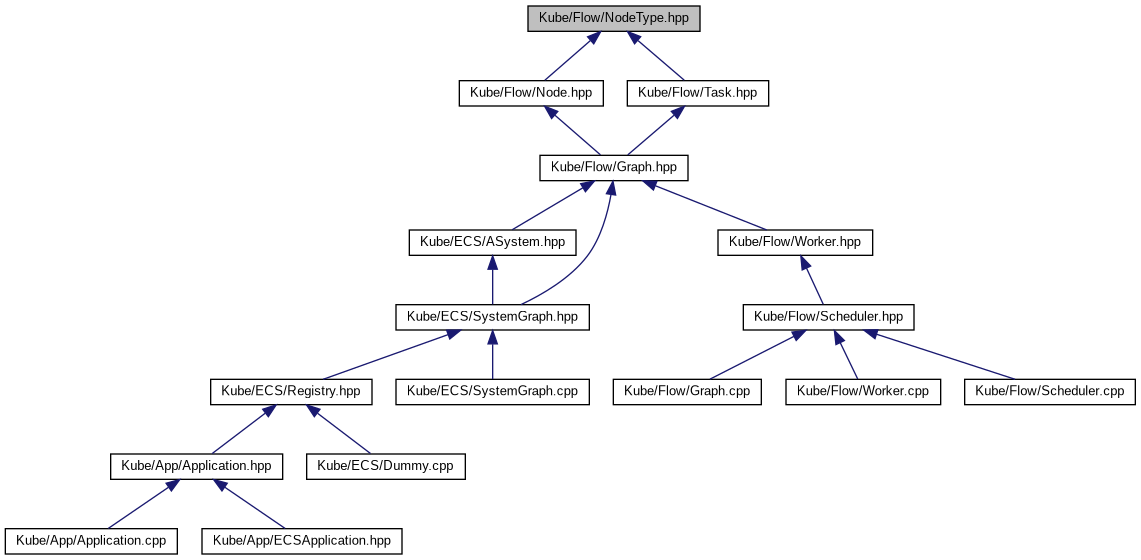 Kube/Flow/NodeType.hpp
Kube/Flow/Node.hpp
Kube/Flow/Task.hpp
Kube/Flow/Graph.hpp
Kube/ECS/ASystem.hpp
Kube/Flow/Worker.hpp
Kube/ECS/SystemGraph.hpp
Kube/Flow/Scheduler.hpp
Kube/ECS/Registry.hpp
Kube/ECS/SystemGraph.cpp
Kube/Flow/Graph.cpp
Kube/Flow/Worker.cpp
Kube/Flow/Scheduler.cpp
Kube/App/Application.hpp
Kube/ECS/Dummy.cpp
Kube/App/Application.cpp
Kube/App/ECSApplication.hpp